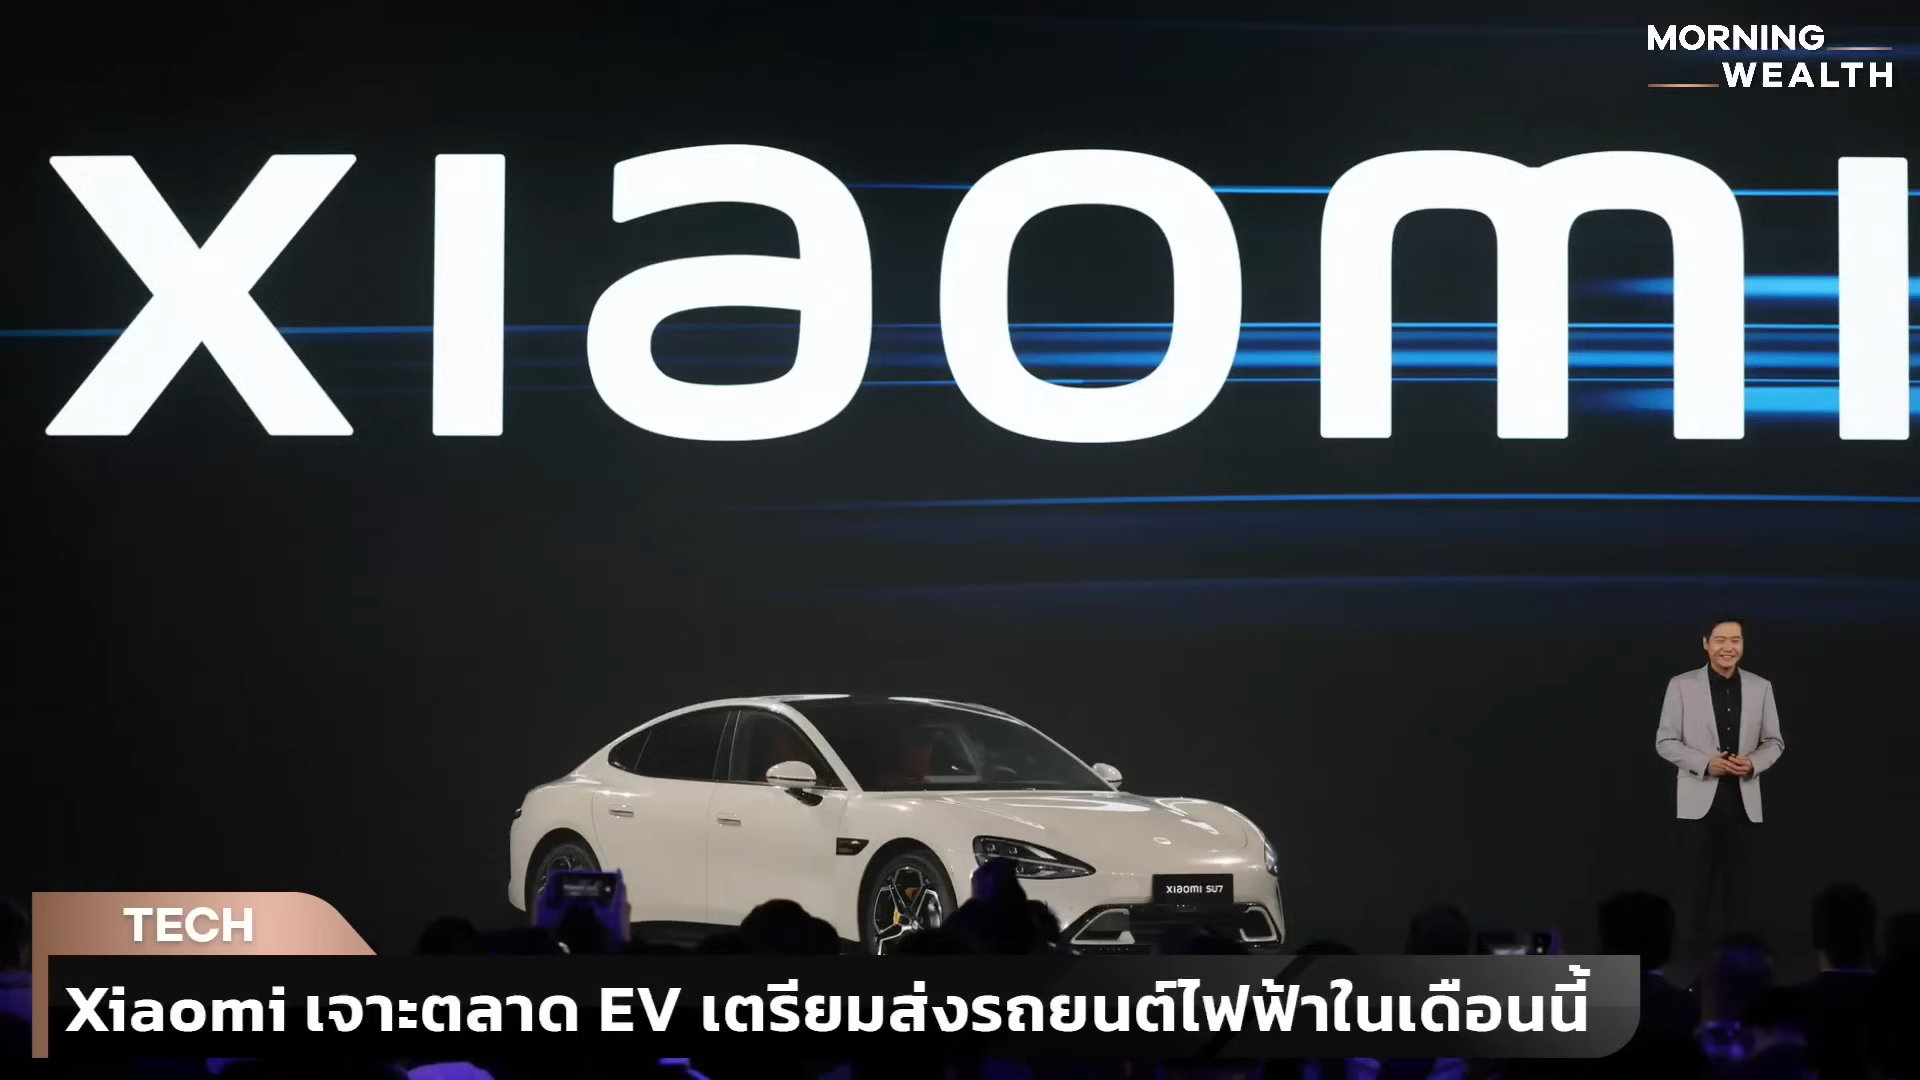 MORNING
WEALTH
xiaomi
xiaomi SU7
TECH
Xiaomi เจาะตลาด EV เตรียมส่งรถยนต์ไฟฟ้าในเดือนนี้